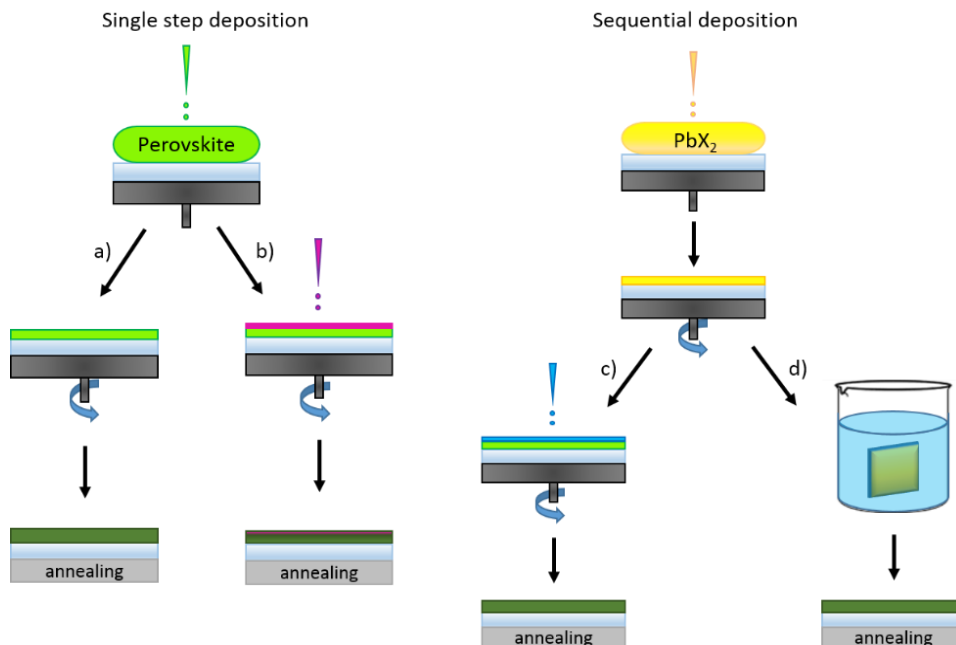 Single step deposition
Sequential deposition
Perovskite
PbX₂
a)
b)
c)
d)
annealing
annealing
annealing
annealing